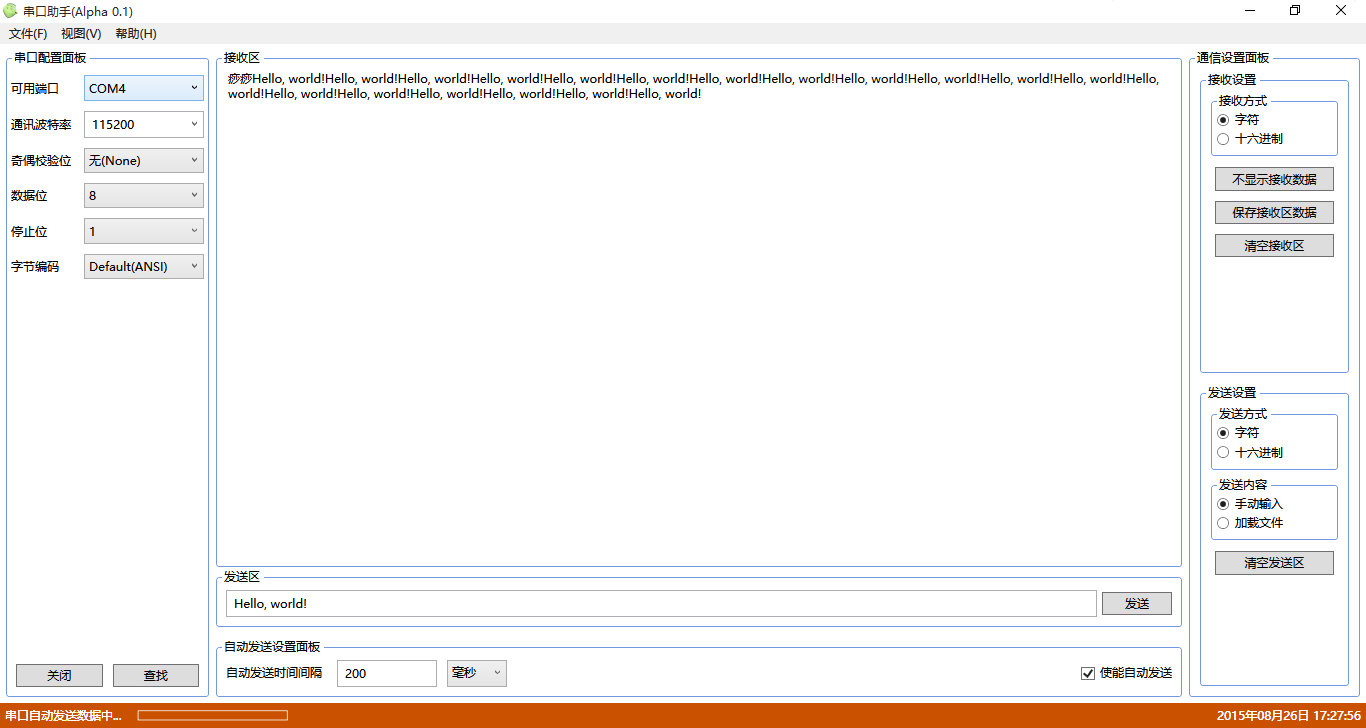 串口助手(Alpha 0.1)
文件(F) 视图(V) 帮助(H)
串口配置面板
可用端口 COM4
通讯波特率 115200
奇偶校验位 无(None)
数据位 8
停止位 1
字节编码 Default(ANSI)
关闭 查找
接收区
痧痧Hello, world!Hello, world!Hello, world!Hello, world!Hello, world!Hello, world!Hello, world!Hello, world!Hello, world!Hello, world!Hello, world!Hello, world!Hello,
world!Hello, world!Hello, world!Hello, world!Hello, world!Hello, world!Hello, world!
发送区
Hello, world! 发送
自动发送设置面板
自动发送时间间隔 200 毫秒 使能自动发送
通信设置面板
接收设置
接收方式
字符
十六进制
不显示接收数据
保存接收区数据
清空接收区
发送设置
发送方式
字符
十六进制
发送内容
手动输入
加载文件
清空发送区
串口自动发送数据中... 2015年08月26日 17:27:56